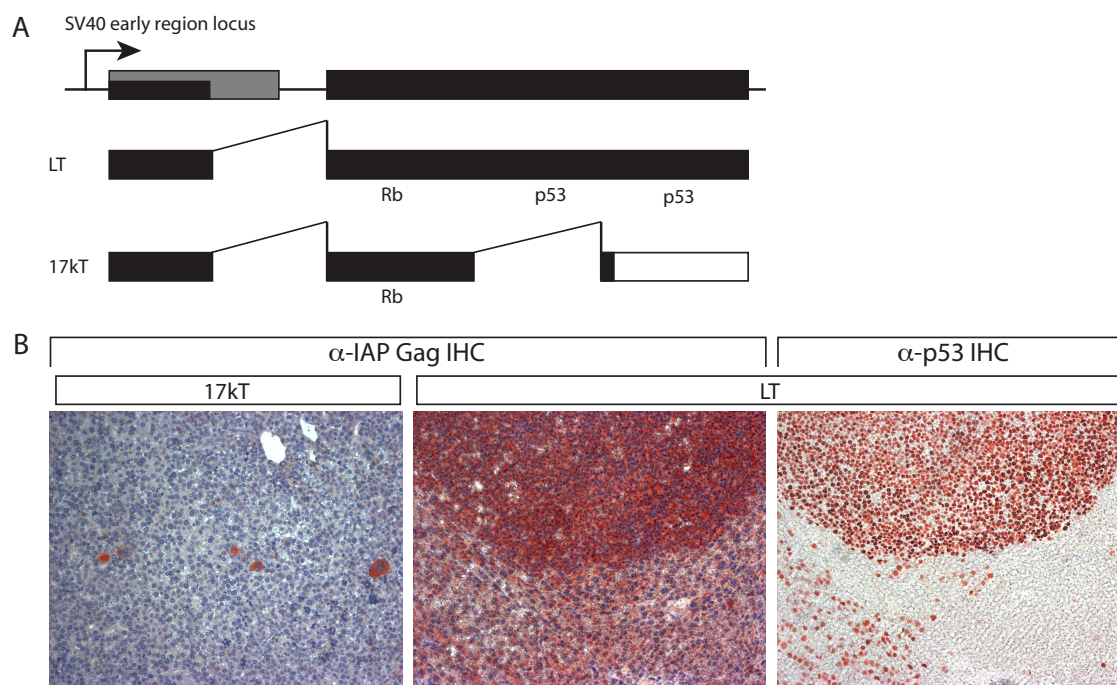 A
SV40 early region locus
LT
Rb p53 p53
17kT
Rb
B
α-IAP Gag IHC α-p53 IHC
17kT LT